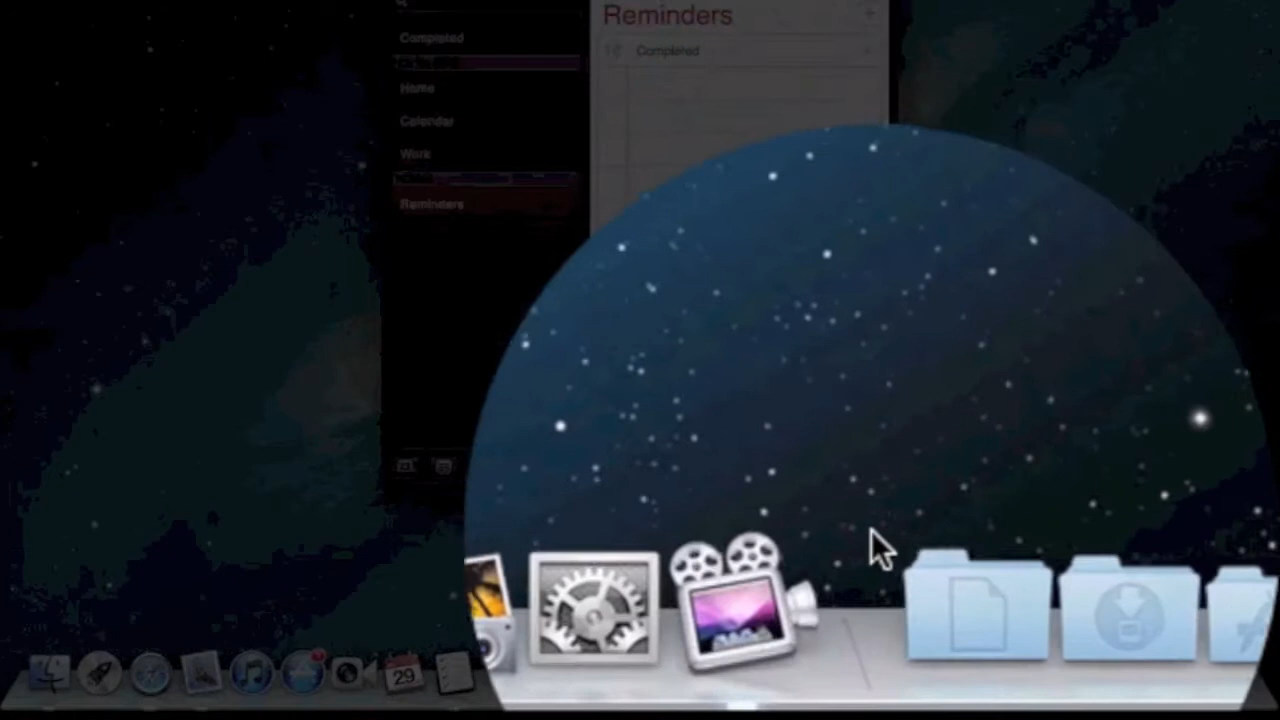 Reminders
+
Completed
Completed
Home
Calendar
Work
Reminders
29